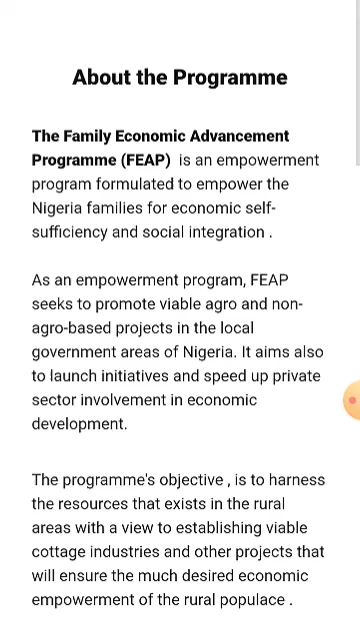 About the Programme
The Family Economic Advancement
Programme (FEAP)  is an empowerment
program formulated to empower the
Nigeria families for economic self-
sufficiency and social integration .
As an empowerment program, FEAP
seeks to promote viable agro and non-
agro-based projects in the local
government areas of Nigeria. It aims also
to launch initiatives and speed up private
sector involvement in economic
development.
The programme's objective , is to harness
the resources that exists in the rural
areas with a view to establishing viable
cottage industries and other projects that
will ensure the much desired economic
empowerment of the rural populace .